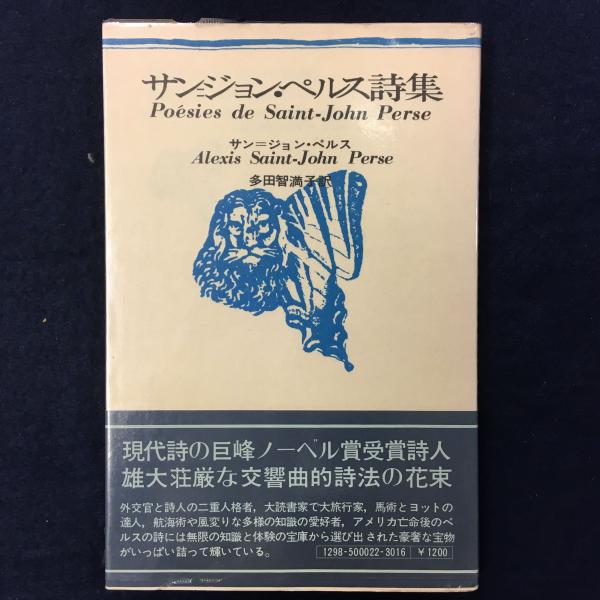 サン=ジョン・ペルス詩集
Poésies de Saint-John Perse
サン＝ジョン・ペルス
Alexis Saint-John Perse
多田智満子訳
現代詩の巨峰ノーベル賞受賞詩人
雄大荘厳な交響曲的詩法の花束
外交官と詩人の二重人格者，大読書家で大旅行家，馬術とヨットの
達人，航海術や風変りな多様の知識の愛好者，アメリカ亡命後のペ
ルスの詩には無限の知識と体験の宝庫から選び出された豪奢な宝物
がいっぱい詰って輝いている。
1298-500022-3016 ￥1200